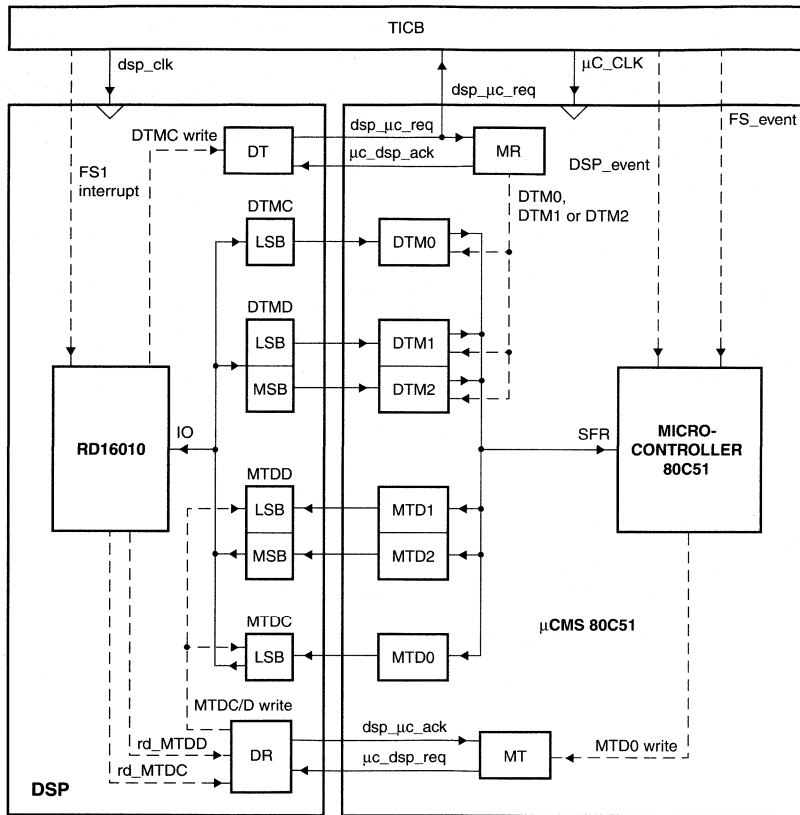 TICB
dsp_clk
dsp_μc_req
μC_CLK
FS_event
DTMC write
DT
dsp_μc_req
μc_dsp_ack
MR
DSP_event
FS1
interrupt
DTM0,
DTM1 or DTM2
DTMC
LSB
DTM0
DTMD
LSB
MSB
DTM1
DTM2
RD16010
IO
SFR
MICRO-
CONTROLLER
80C51
MTDD
LSB
MSB
MTD1
MTD2
MTDC
LSB
MTD0
μCMS 80C51
MTDC/D write
rd_MTDD
rd_MTDC
DR
dsp_μc_ack
μc_dsp_req
MT
MTD0 write
DSP